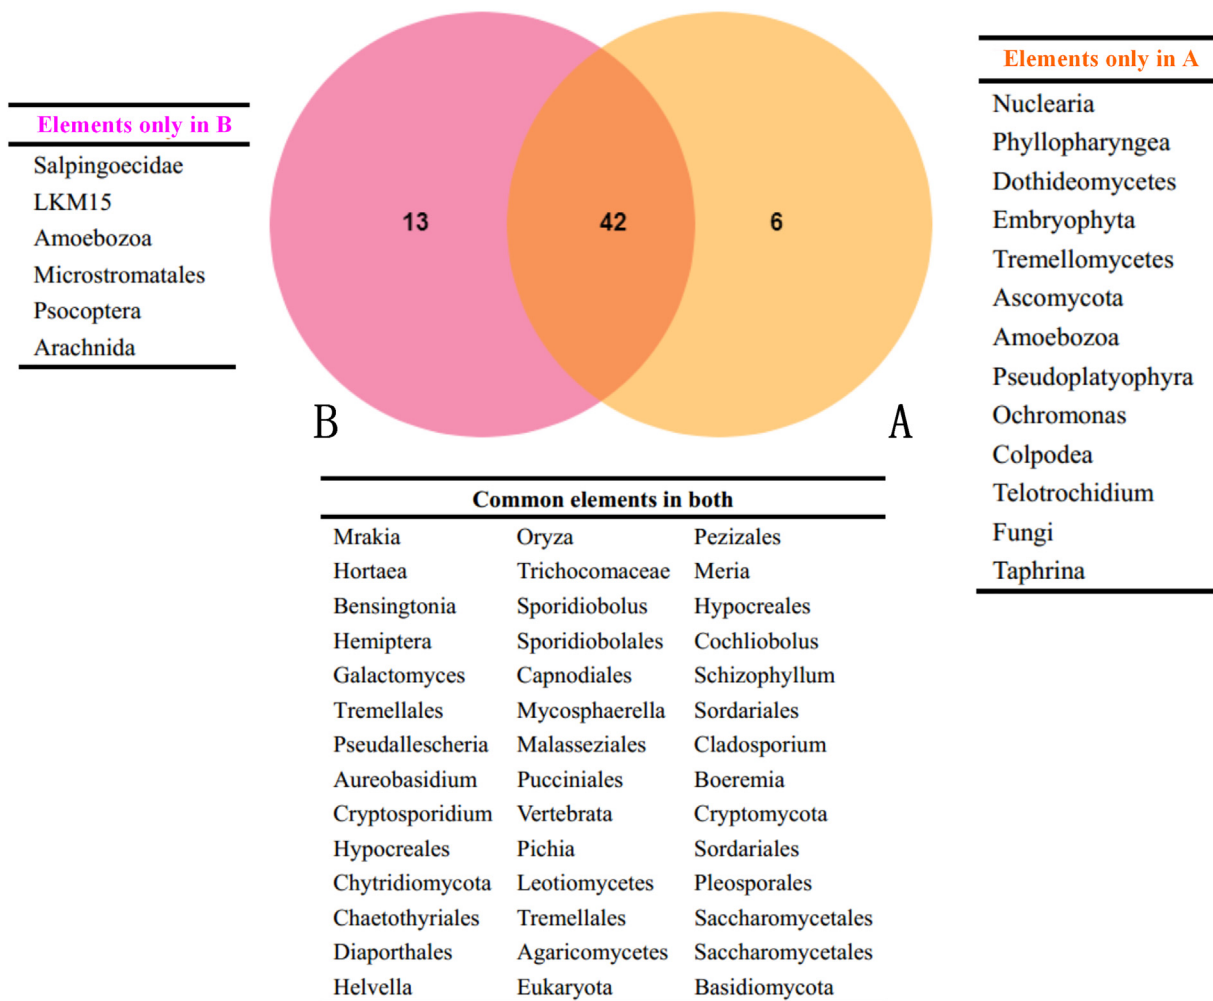 Elements only in B
Salpingoecidae
LKM15
Amoebozoa
Microstromatales
Psocoptera
Arachnida
13
42
6
B
A
Elements only in A
Nuclearia
Phyllopharyngea
Dothideomycetes
Embryophyta
Tremellomycetes
Ascomycota
Amoebozoa
Pseudoplatyophyra
Ochromonas
Colpodea
Telotrochidium
Fungi
Taphrina
Common elements in both
Mrakia Oryza Pezizales
Hortaea Trichocomaceae Meria
Bensingtonia Sporidiobolus Hypocreales
Hemiptera Sporidiobolales Cochliobolus
Galactomyces Capnodiales Schizophyllum
Tremellales Mycosphaerella Sordariales
Pseudallescheria Malasseziales Cladosporium
Aureobasidium Pucciniales Boeremia
Cryptosporidium Vertebrata Cryptomycota
Hypocreales Pichia Sordariales
Chytridiomycota Leotiomycetes Pleosporales
Chaetothyriales Tremellales Saccharomycetales
Diaporthales Agaricomycetes Saccharomycetales
Helvella Eukaryota Basidiomycota